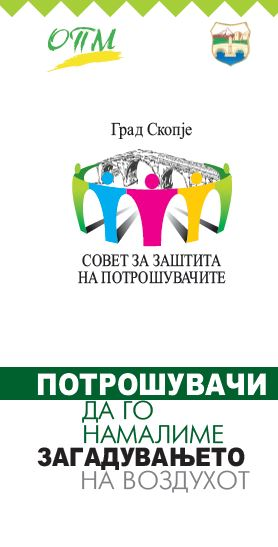 ОПМ
Град Скопје
СОВЕТ ЗА ЗАШТИТА
НА ПОТРОШУВАЧИТЕ
ПОТРОШУВАЧИ
ДА ГО
НАМАЛИМЕ
ЗАГАДУВАЊЕТО
НА ВОЗДУХОТ